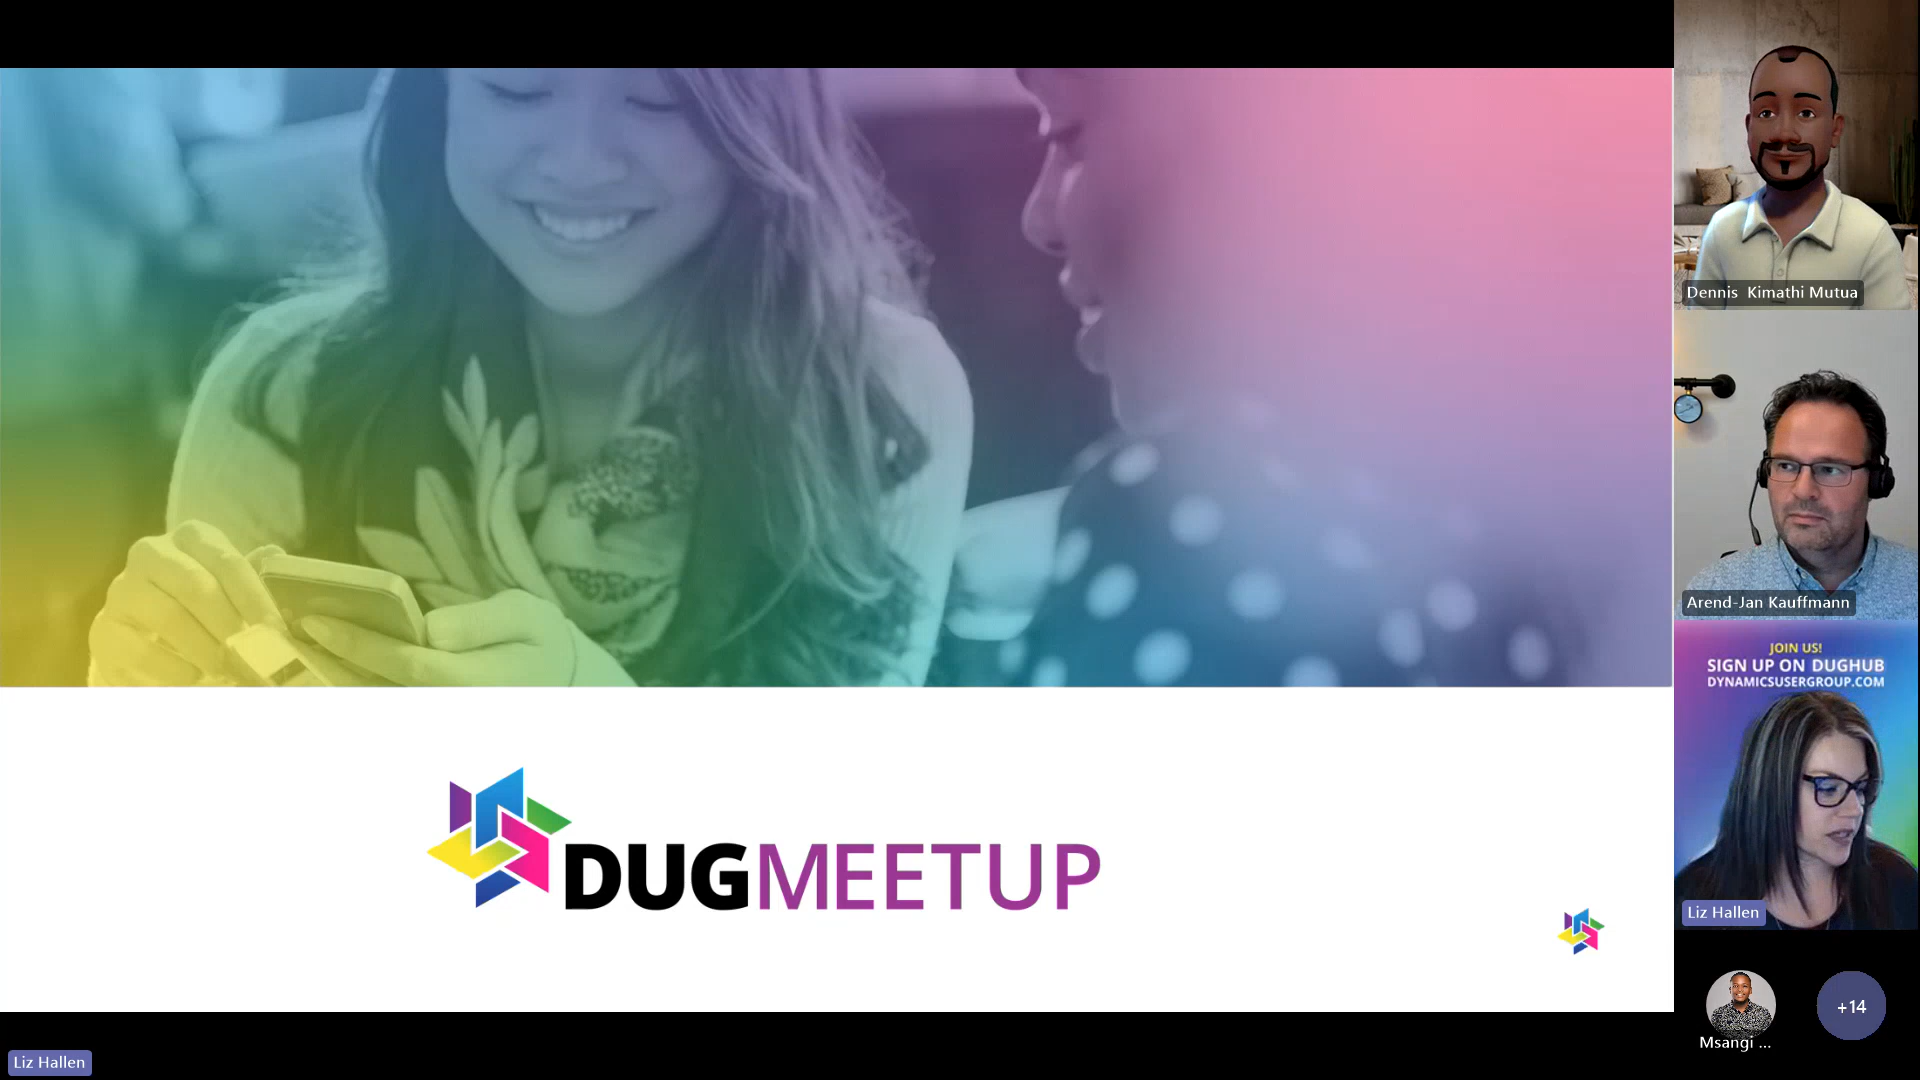 DUGMEETUP
Liz Hallen
Dennis  Kimathi Mutua
Arend-Jan Kauffmann
JOIN US!
SIGN UP ON DUGHUB
DYNAMICSUSERGROUP.COM
Liz Hallen
Msangi ...
+14